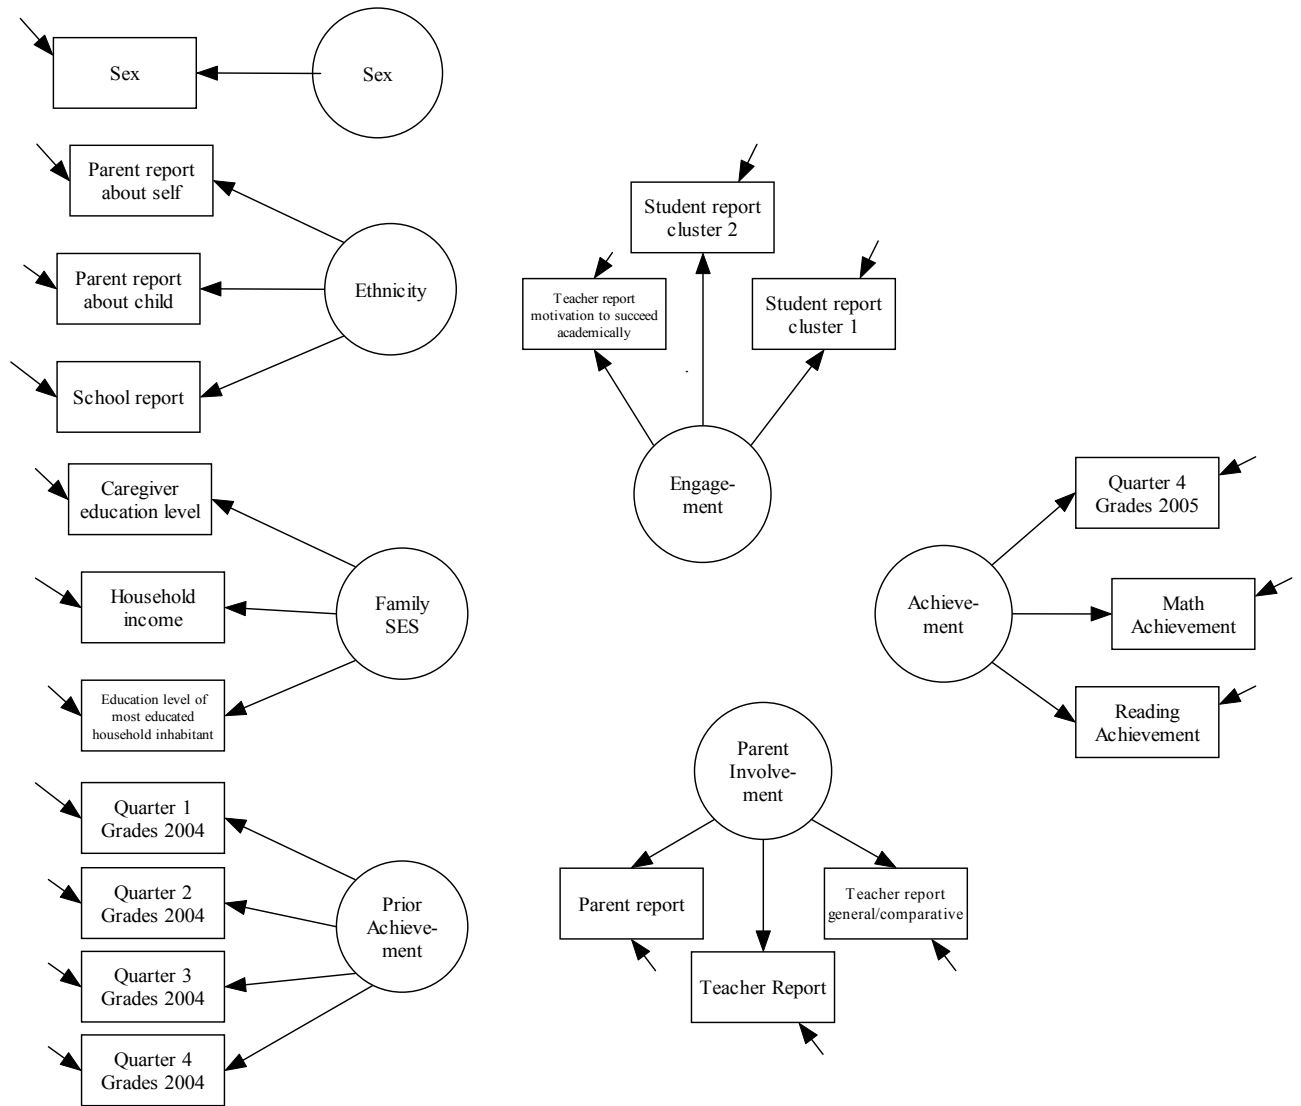 Sex
Sex
Parent report
about self
Parent report
about child
Ethnicity
School report
Student report
cluster 2
Teacher report
motivation to succeed
academically
Student report
cluster 1
Engage-
ment
Caregiver
education level
Household
income
Education level of
most educated
household inhabitant
Family
SES
Achieve-
ment
Quarter 4
Grades 2005
Math
Achievement
Reading
Achievement
Quarter 1
Grades 2004
Quarter 2
Grades 2004
Quarter 3
Grades 2004
Quarter 4
Grades 2004
Prior
Achieve-
ment
Parent
Involve-
ment
Parent report
Teacher Report
Teacher report
general/comparative